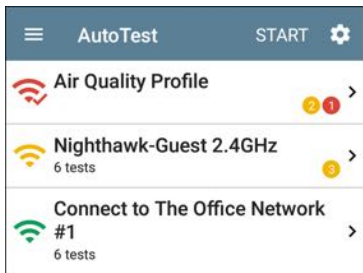 AutoTest START
Air Quality Profile
2 1
Nighthawk-Guest 2.4GHz
6 tests
3
Connect to The Office Network
#1
6 tests